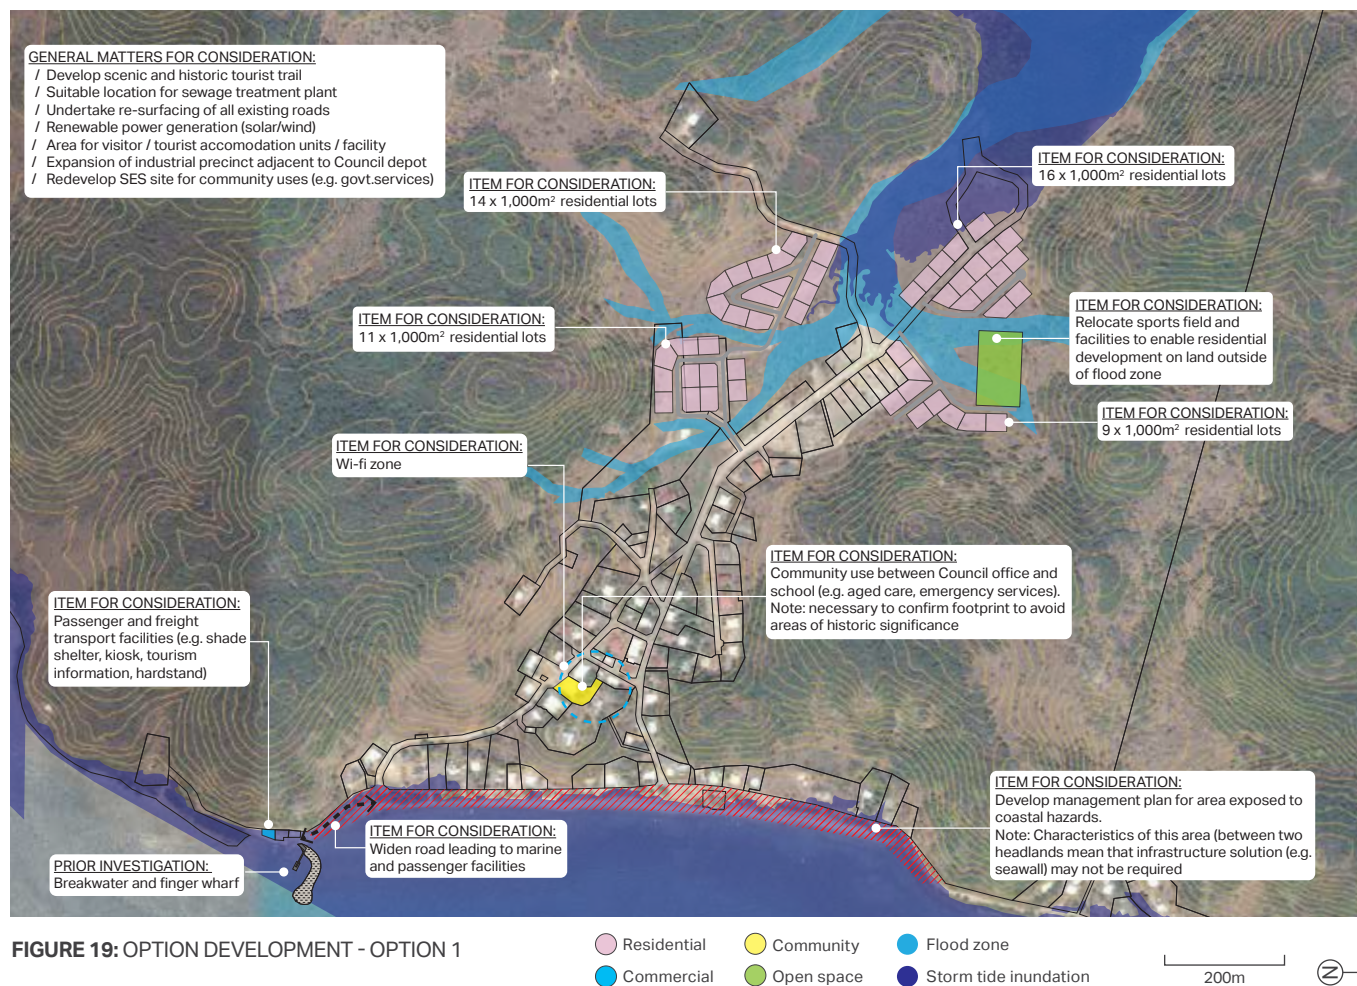 GENERAL MATTERS FOR CONSIDERATION:
/ Develop scenic and historic tourist trail
/ Suitable location for sewage treatment plant
/ Undertake re-surfacing of all existing roads
/ Renewable power generation (solar/wind)
/ Area for visitor / tourist accomodation units / facility
/ Expansion of industrial precinct adjacent to Council depot
/ Redevelop SES site for community uses (e.g. govt.services)
ITEM FOR CONSIDERATION:
14 x 1,000m² residential lots
ITEM FOR CONSIDERATION:
16 x 1,000m² residential lots
ITEM FOR CONSIDERATION:
11 x 1,000m² residential lots
ITEM FOR CONSIDERATION:
Relocate sports field and
facilities to enable residential
development on land outside
of flood zone
ITEM FOR CONSIDERATION:
9 x 1,000m² residential lots
ITEM FOR CONSIDERATION:
Wi-fi zone
ITEM FOR CONSIDERATION:
Community use between Council office and
school (e.g. aged care, emergency services).
Note: necessary to confirm footprint to avoid
areas of historic significance
ITEM FOR CONSIDERATION:
Passenger and freight
transport facilities (e.g. shade
shelter, kiosk, tourism
information, hardstand)
ITEM FOR CONSIDERATION:
Develop management plan for area exposed to
coastal hazards.
Note: Characteristics of this area (between two
headlands mean that infrastructure solution (e.g.
seawall) may not be required
ITEM FOR CONSIDERATION:
Widen road leading to marine
and passenger facilities
PRIOR INVESTIGATION:
Breakwater and finger wharf
FIGURE 19: OPTION DEVELOPMENT - OPTION 1
Residential
Community
Flood zone
Commercial
Open space
Storm tide inundation
200m
N